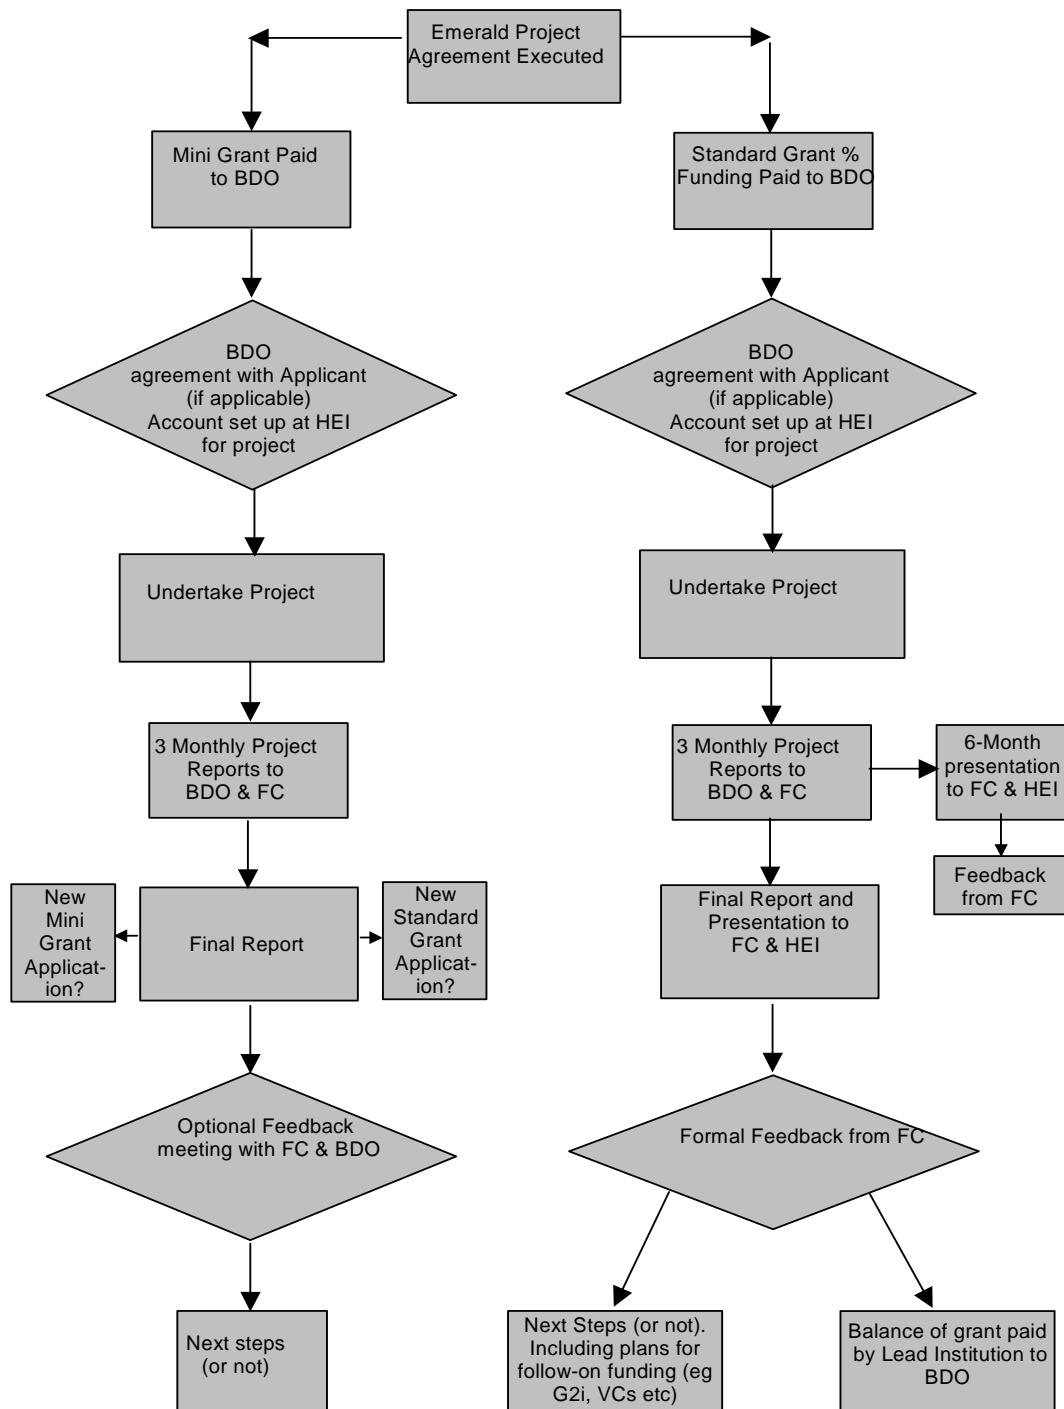 Emerald Project
Agreement Executed
Mini Grant Paid
to BDO
Standard Grant %
Funding Paid to BDO
BDO
agreement with Applicant
(if applicable)
Account set up at HEI
for project
BDO
agreement with Applicant
(if applicable)
Account set up at HEI
for project
Undertake Project
Undertake Project
3 Monthly Project
Reports to
BDO & FC
3 Monthly Project
Reports to
BDO & FC
6-Month
presentation
to FC & HEI
Feedback
from FC
New
Mini
Grant
Applicat-
ion?
Final Report
New
Standard
Grant
Applicat-
ion?
Final Report and
Presentation to
FC & HEI
Optional Feedback
meeting with FC & BDO
Formal Feedback from FC
Next steps
(or not)
Next Steps (or not).
Including plans for
follow-on funding (eg
G2i, VCs etc)
Balance of grant paid
by Lead Institution to
BDO